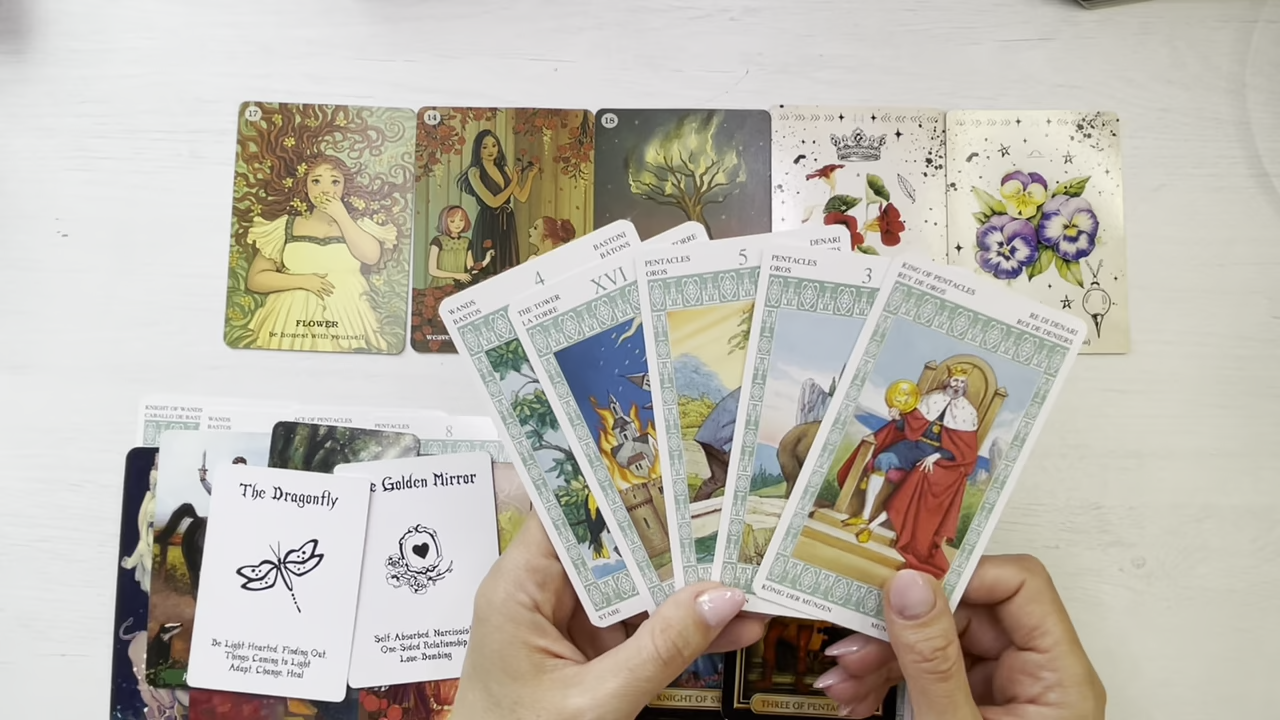 17
FLOWER
be honest with yourself
14
weave
18
WANDS
BASTOS
4
BASTONI
BÂTONS
STÄBE
THE TOWER
LA TORRE
XVI
TORRE
PENTACLES
OROS
5
PENTACLES
OROS
3
DENARI
KING OF PENTACLES
REY DE OROS
RE DI DENARI
ROI DE DENIERS
KÖNIG DER MÜNZEN
KNIGHT OF WANDS
CABALLO DE BAST
WANDS
BASTOS
ACE OF PENTACLES
PENTACLES
8
The Dragonfly
Be Light-Hearted, Finding Out,
Things Coming to Light
Adapt, Change, Heal
e Golden Mirror
Self-Absorbed, Narcissis
One-Sided Relationship
Love-Bombing
KNIGHT OF SW
THREE OF PENTAC